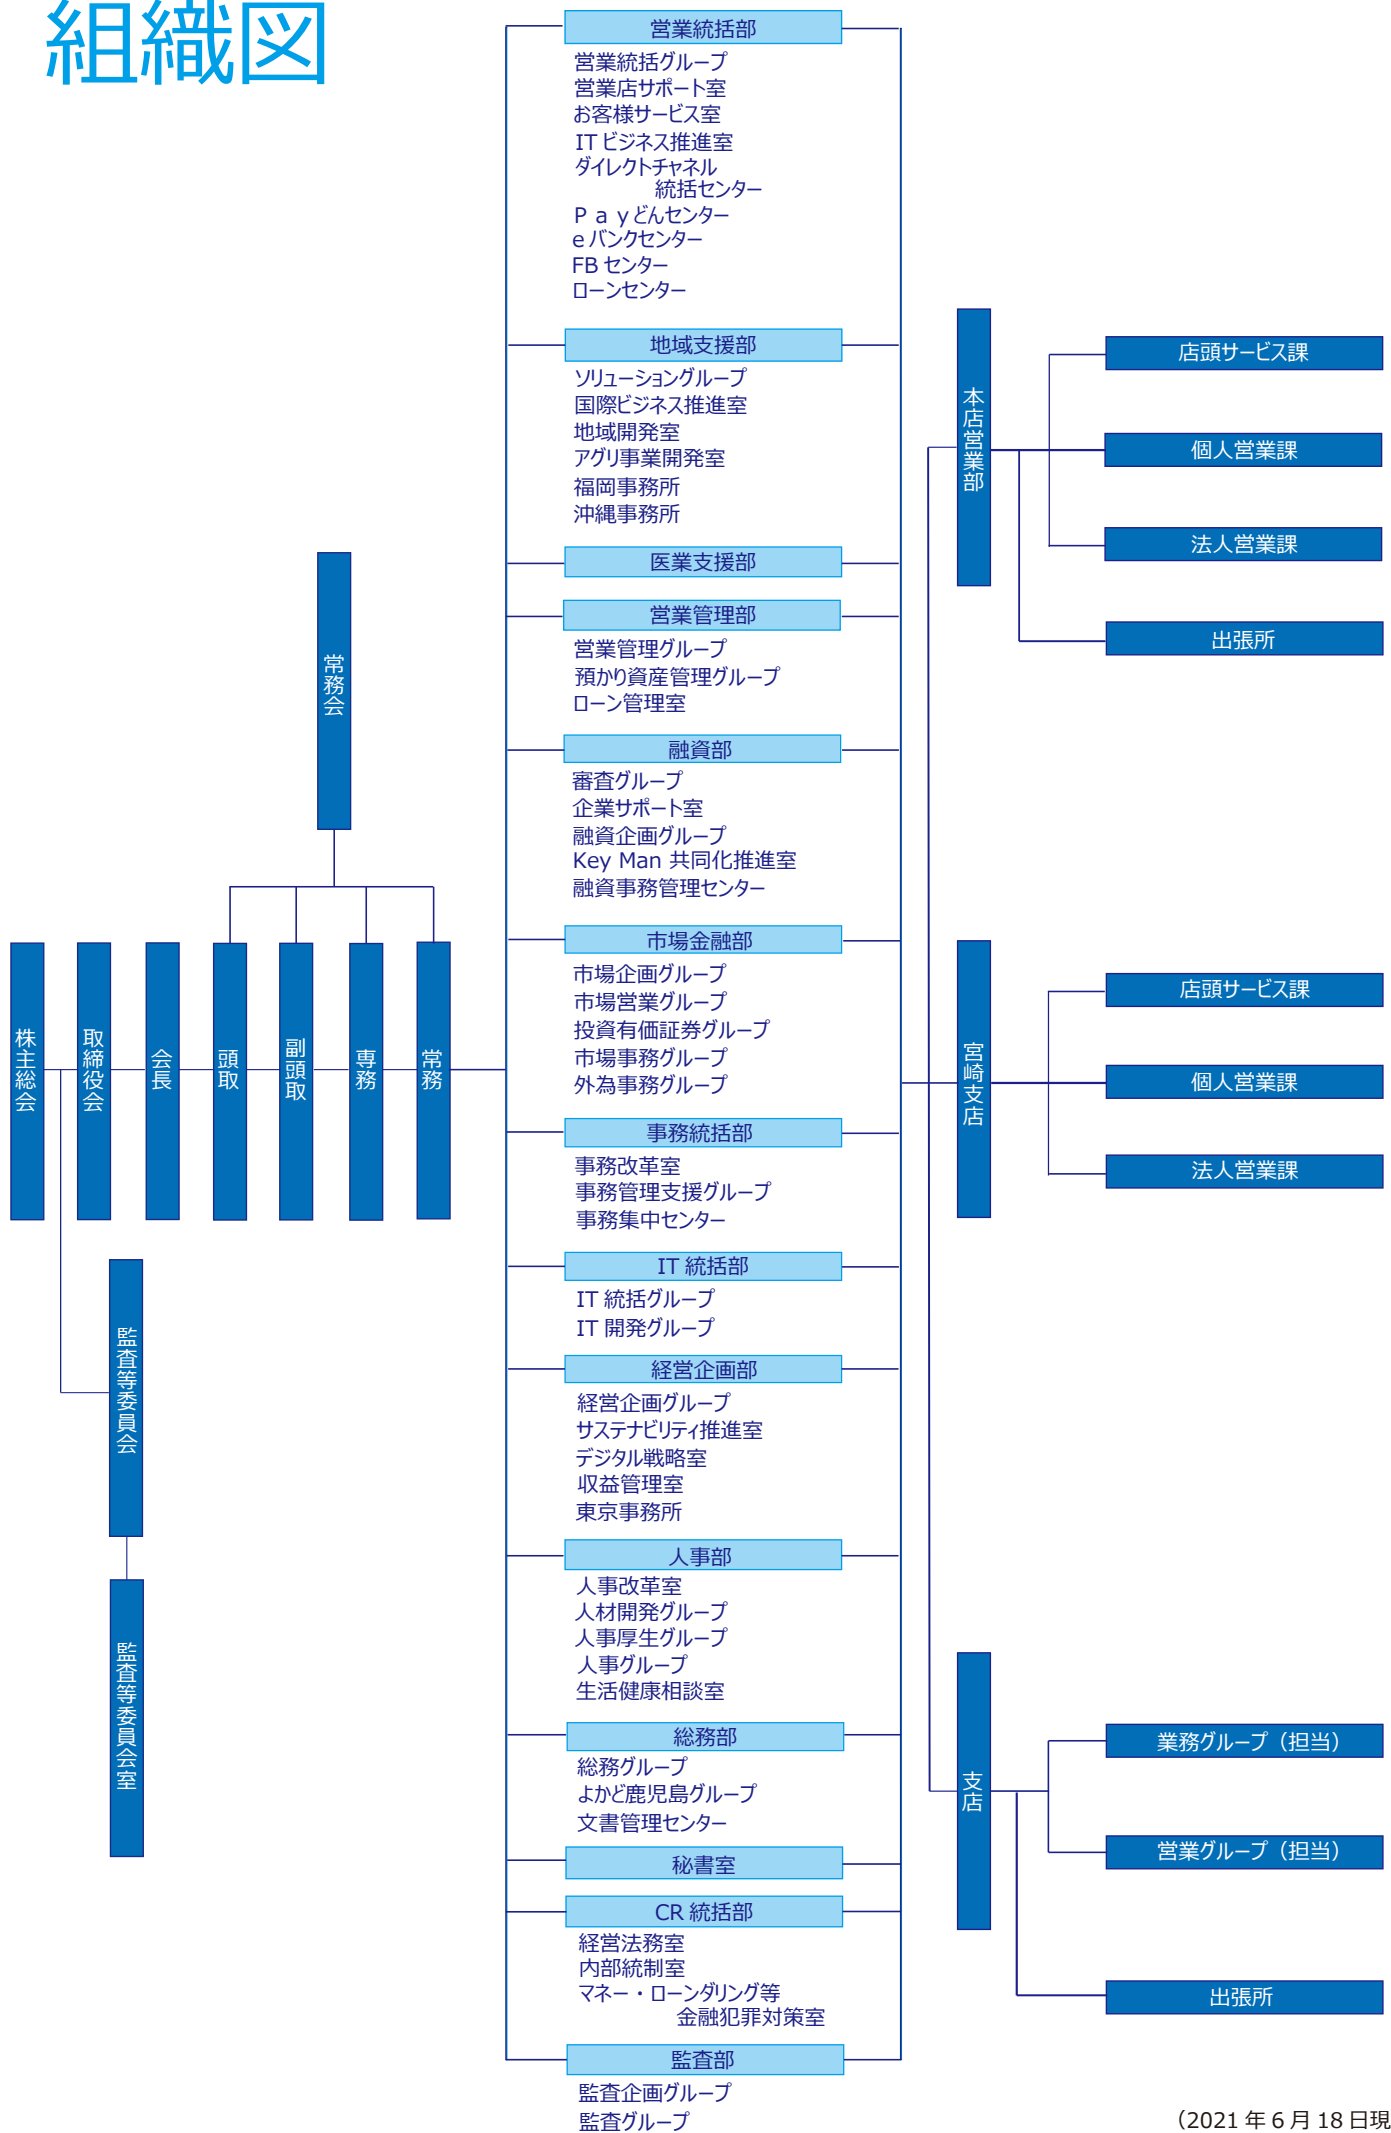 組織図
営業統括部
営業統括グループ
営業店サポート室
お客様サービス室
IT ビジネス推進室
ダイレクトチャネル
統括センター
Ｐａｙどんセンター
e バンクセンター
FB センター
ローンセンター
地域支援部
ソリューショングループ
国際ビジネス推進室
地域開発室
アグリ事業開発室
福岡事務所
沖縄事務所
医業支援部
営業管理部
営業管理グループ
預かり資産管理グループ
ローン管理室
融資部
審査グループ
企業サポート室
融資企画グループ
Key Man 共同化推進室
融資事務管理センター
市場金融部
市場企画グループ
市場営業グループ
投資有価証券グループ
市場事務グループ
外為事務グループ
事務統括部
事務改革室
事務管理支援グループ
事務集中センター
IT 統括部
IT 統括グループ
IT 開発グループ
経営企画部
経営企画グループ
サステナビリティ推進室
デジタル戦略室
収益管理室
東京事務所
人事部
人事改革室
人材開発グループ
人事厚生グループ
人事グループ
生活健康相談室
総務部
総務グループ
よかど鹿児島グループ
文書管理センター
秘書室
CR 統括部
経営法務室
内部統制室
マネー・ローンダリング等
金融犯罪対策室
監査部
監査企画グループ
監査グループ
常務会
株主総会
取締役会
会長
頭取
副頭取
専務
常務
監査等委員会
監査等委員会室
本店営業部
店頭サービス課
個人営業課
法人営業課
出張所
宮崎支店
店頭サービス課
個人営業課
法人営業課
支店
業務グループ（担当）
営業グループ（担当）
出張所
（2021 年 6 月 18 日現